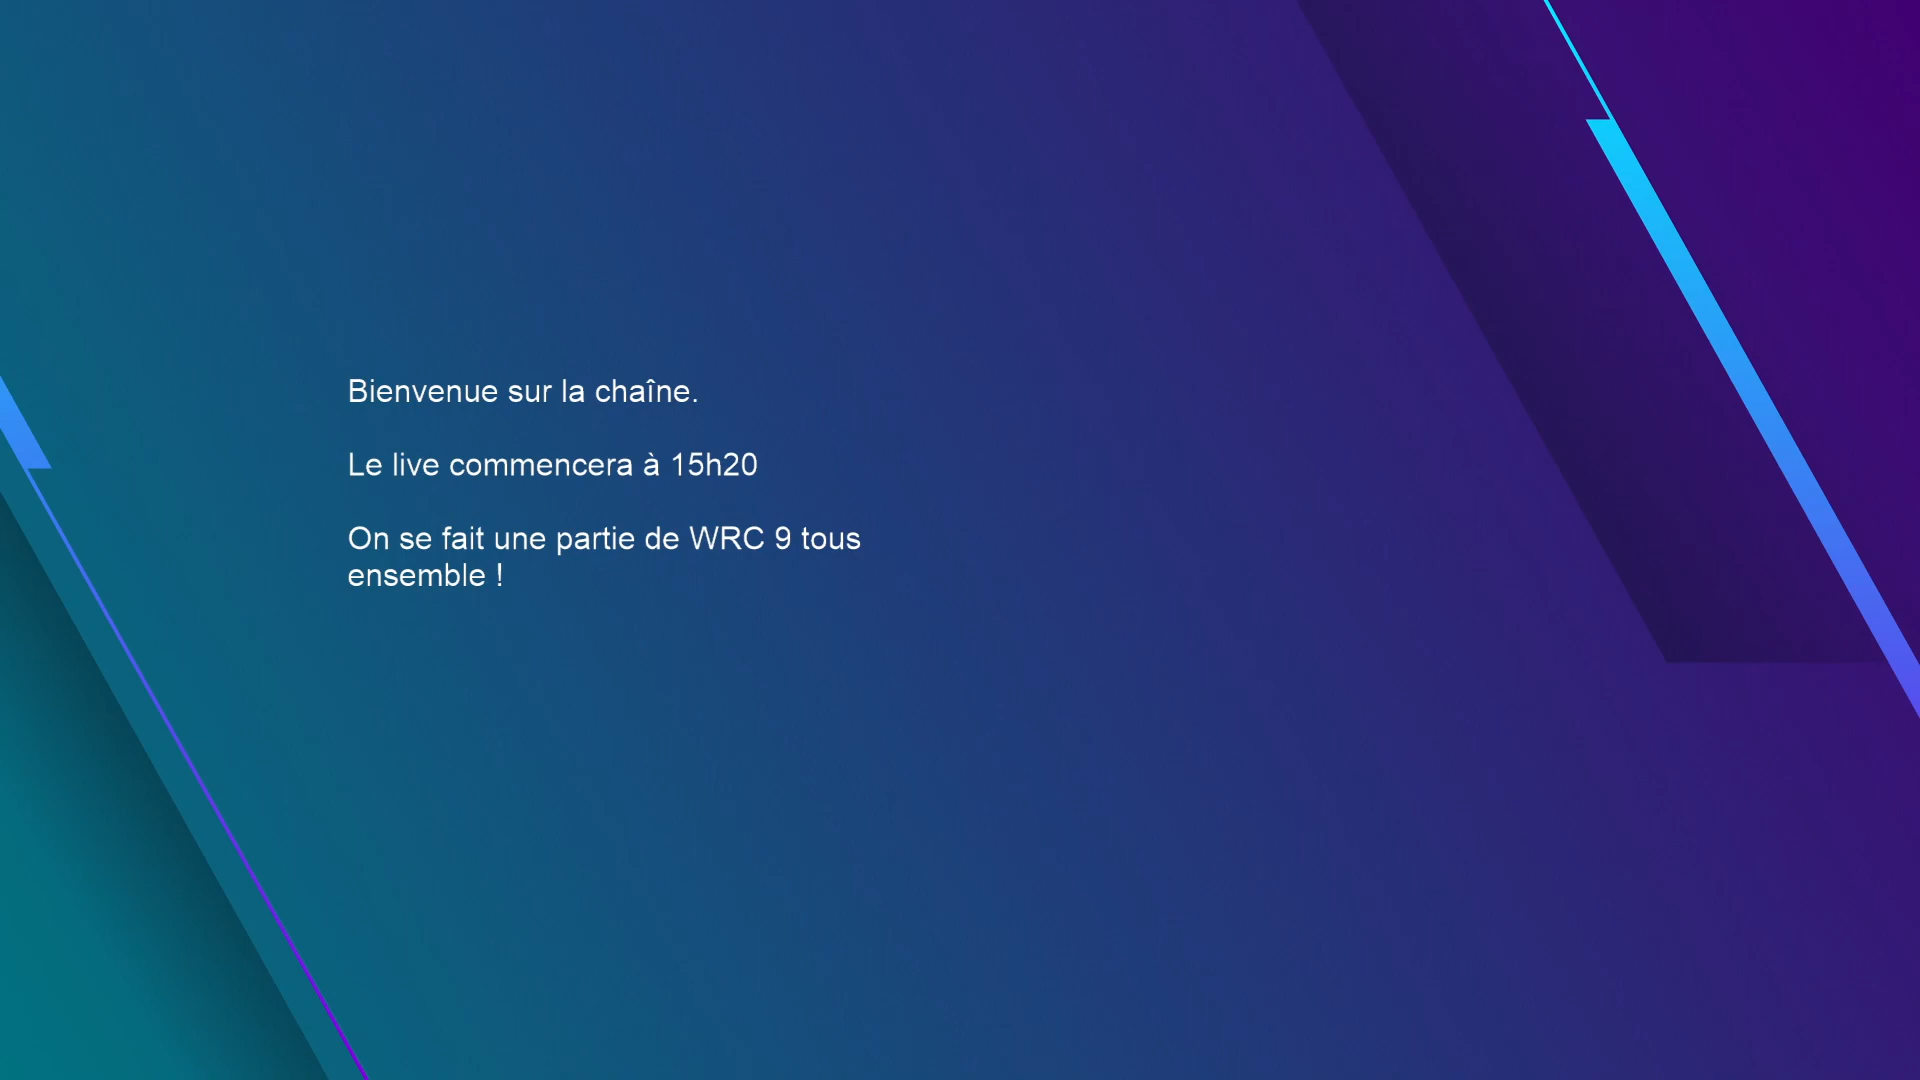 Bienvenue sur la chaîne.
Le live commencera à 15h20
On se fait une partie de WRC 9 tous
ensemble !